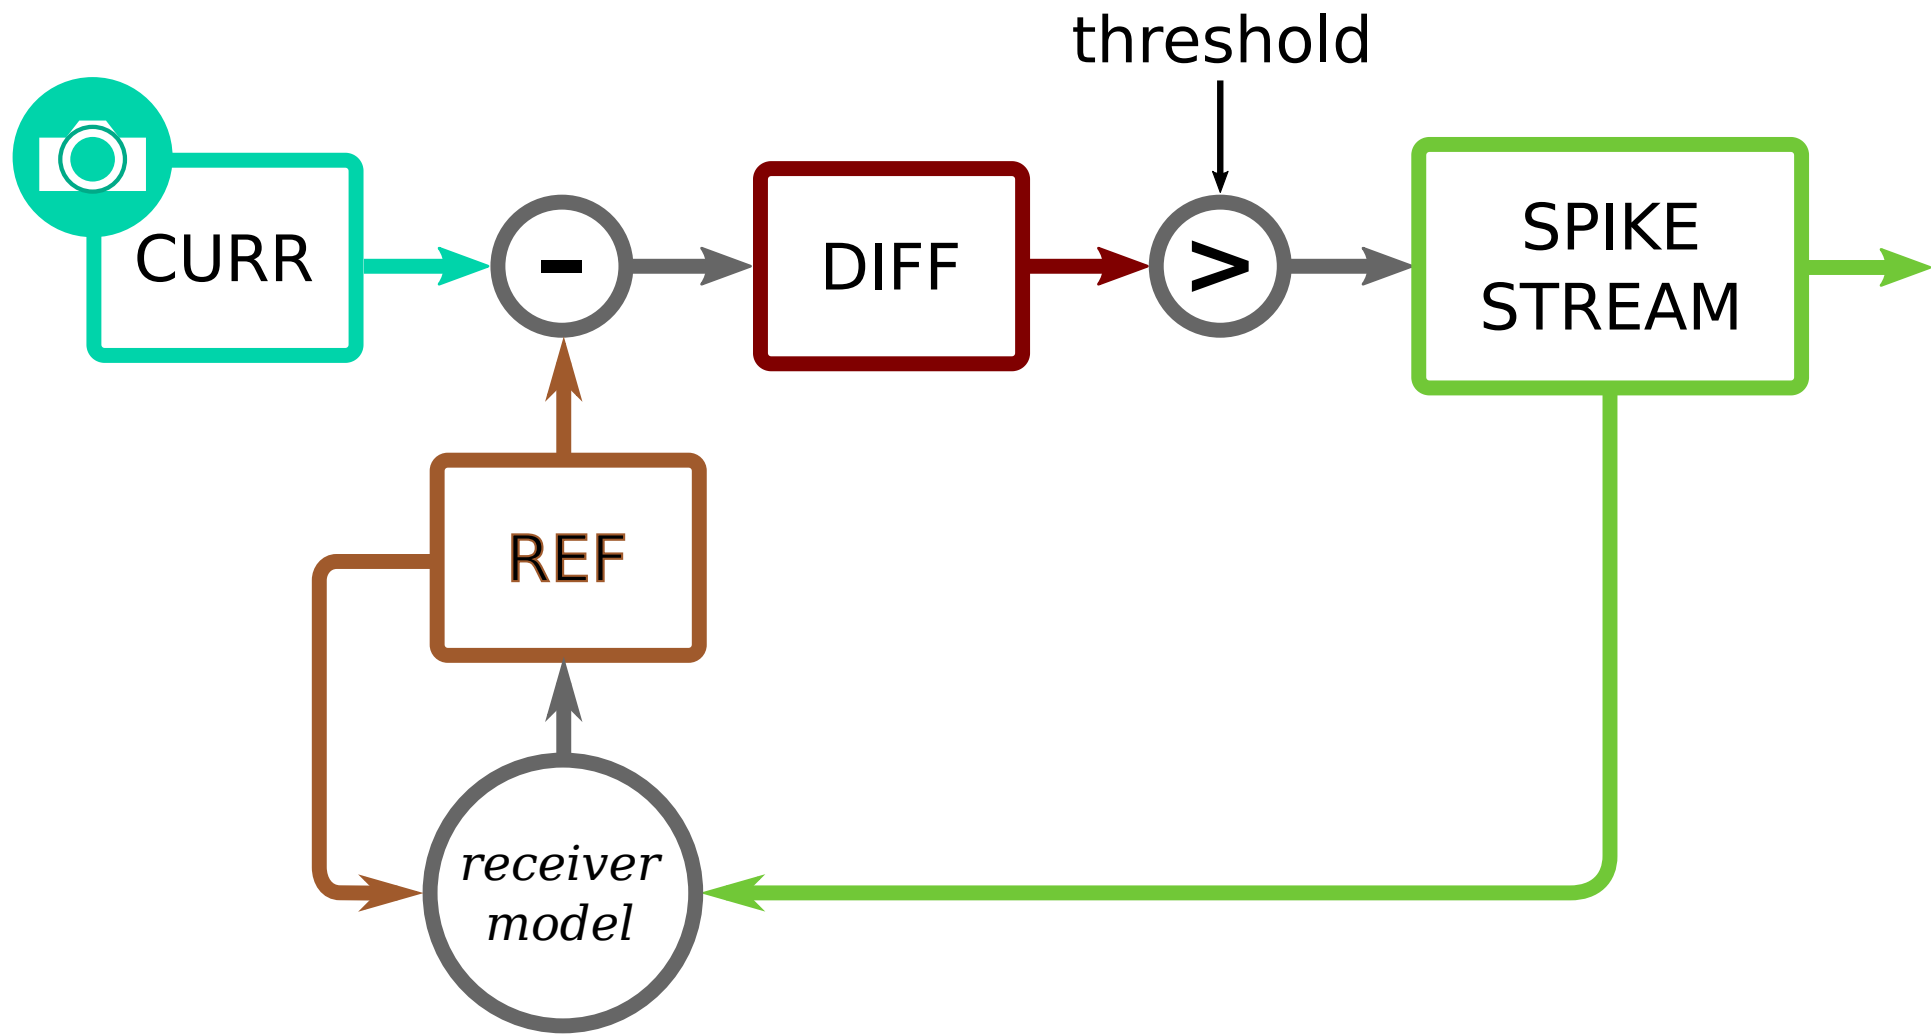 threshold
CURR
-
DIFF
>
SPIKE
STREAM
REF
receiver
model